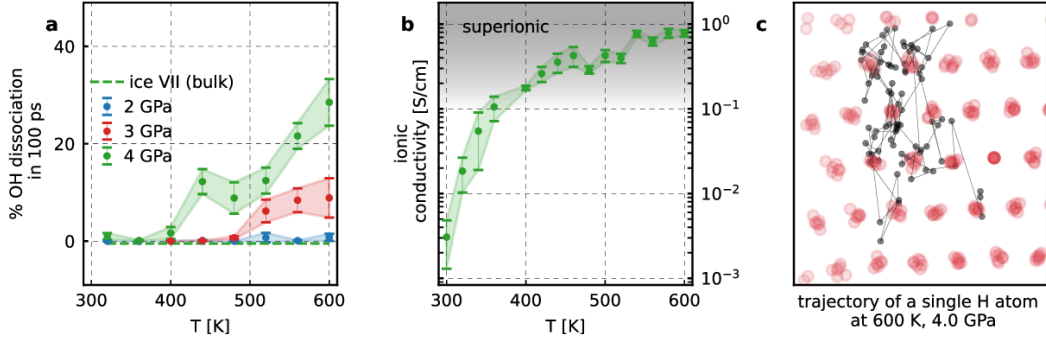 a
% OH dissociation
in 100 ps
40
20
0
ice VII (bulk)
2 GPa
3 GPa
4 GPa
300
400
500
600
T [K]
b
superionic
ionic
conductivity [S/cm]
10⁰
10⁻¹
10⁻²
10⁻³
300
400
500
600
T [K]
c
trajectory of a single H atom
at 600 K, 4.0 GPa